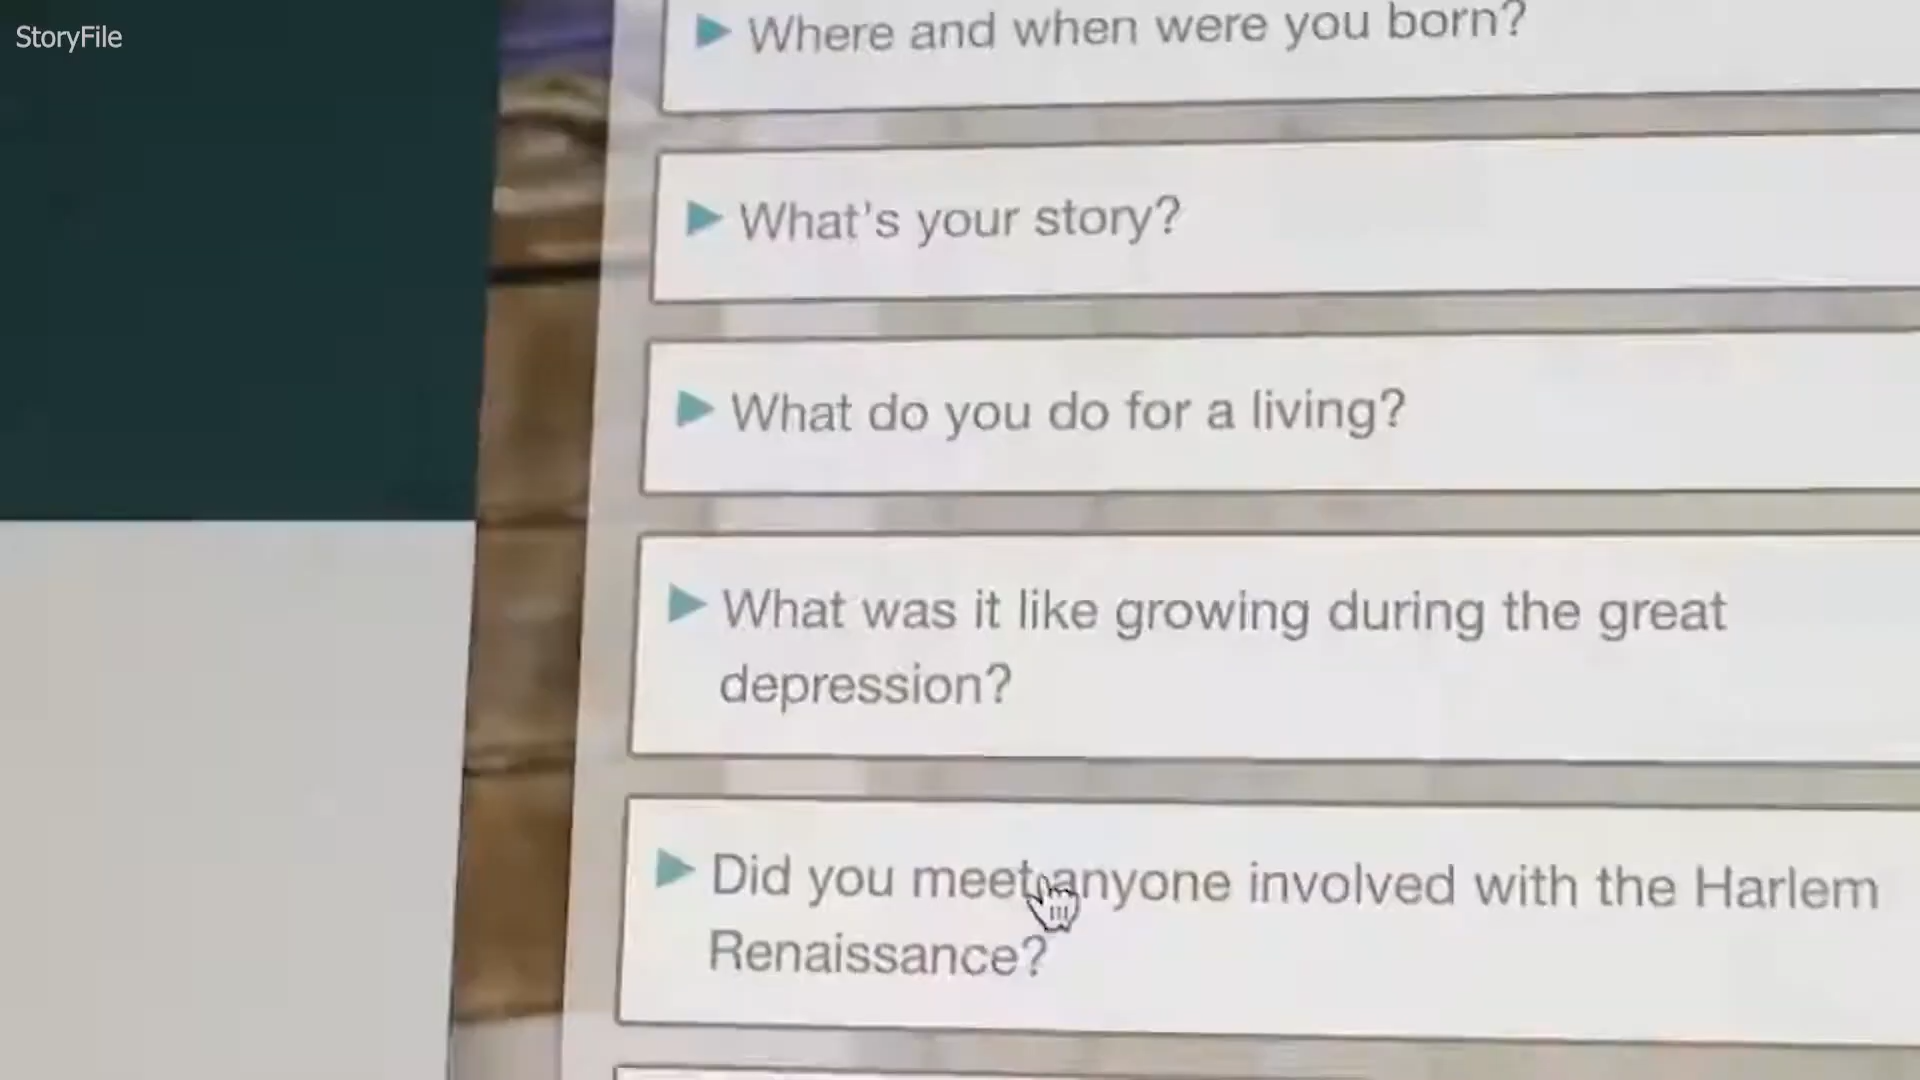 StoryFile
Where and when were you born?
What's your story?
What do you do for a living?
What was it like growing during the great
depression?
Did you meet anyone involved with the Harlem
Renaissance?